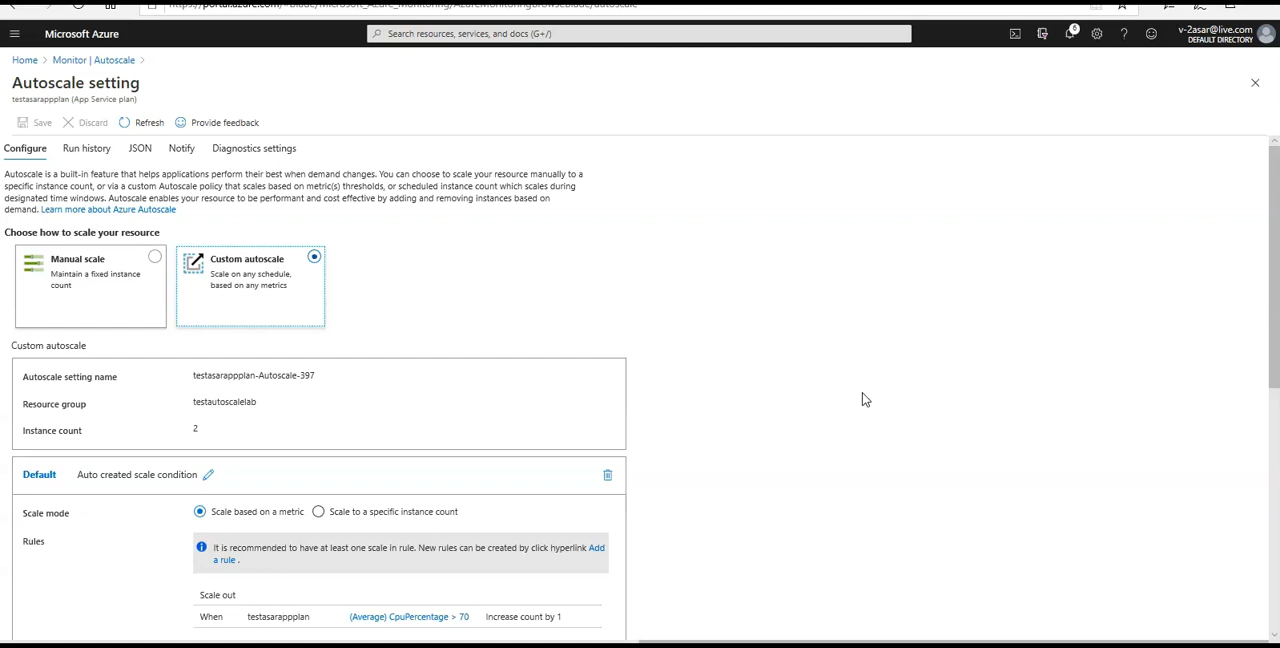 https://portal.azure.com/#blade/Microsoft_Azure_Monitoring/AzureMonitoringBrowseBlade/autoscale
Microsoft Azure
Search resources, services, and docs (G+/)
6
v-2asar@live.com
DEFAULT DIRECTORY
Home > Monitor | Autoscale >
Autoscale setting
testasarappplan (App Service plan)
Save Discard Refresh Provide feedback
Configure Run history JSON Notify Diagnostics settings
Autoscale is a built-in feature that helps applications perform their best when demand changes. You can choose to scale your resource manually to a
specific instance count, or via a custom Autoscale policy that scales based on metric(s) thresholds, or scheduled instance count which scales during
designated time windows. Autoscale enables your resource to be performant and cost effective by adding and removing instances based on
demand. Learn more about Azure Autoscale
Choose how to scale your resource
Manual scale
Maintain a fixed instance
count
Custom autoscale
Scale on any schedule,
based on any metrics
Custom autoscale
Autoscale setting name testasarappplan-Autoscale-397
Resource group testautoscalelab
Instance count 2
Default Auto created scale condition
Scale mode Scale based on a metric Scale to a specific instance count
Rules
It is recommended to have at least one scale in rule. New rules can be created by click hyperlink Add
a rule .
Scale out
When testasarappplan (Average) CpuPercentage > 70 Increase count by 1